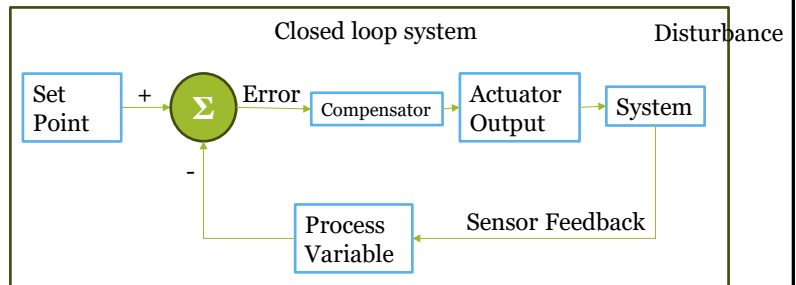 Closed loop system
Disturbance
Set
Point
+
Σ
Error
Compensator
Actuator
Output
System
-
Process
Variable
Sensor Feedback